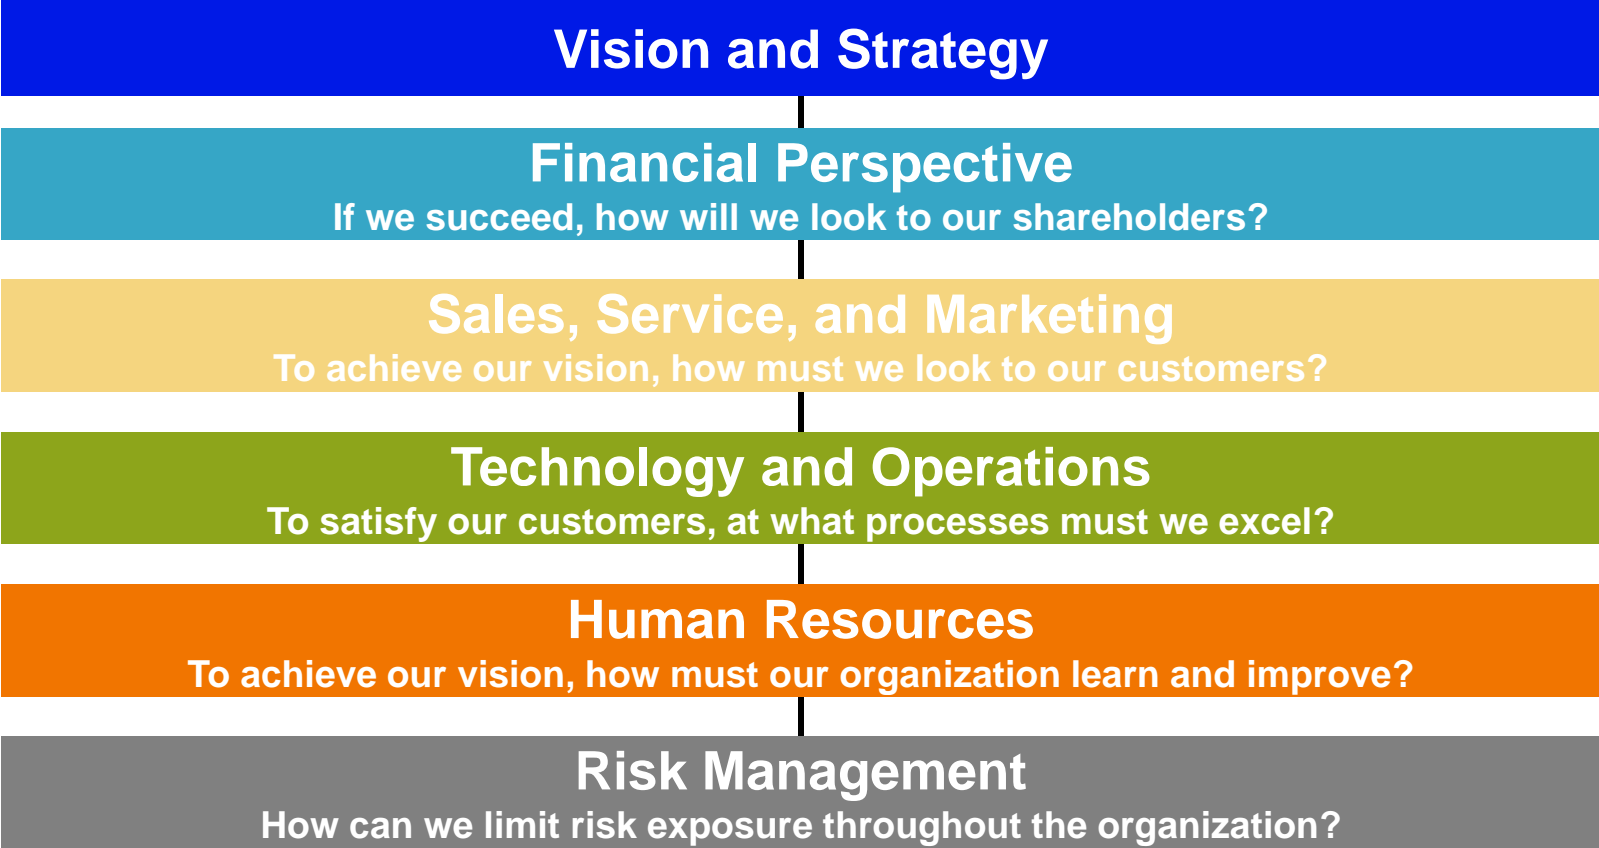 Vision and Strategy
Financial Perspective
If we succeed, how will we look to our shareholders?
Sales, Service, and Marketing
To achieve our vision, how must we look to our customers?
Technology and Operations
To satisfy our customers, at what processes must we excel?
Human Resources
To achieve our vision, how must our organization learn and improve?
Risk Management
How can we limit risk exposure throughout the organization?